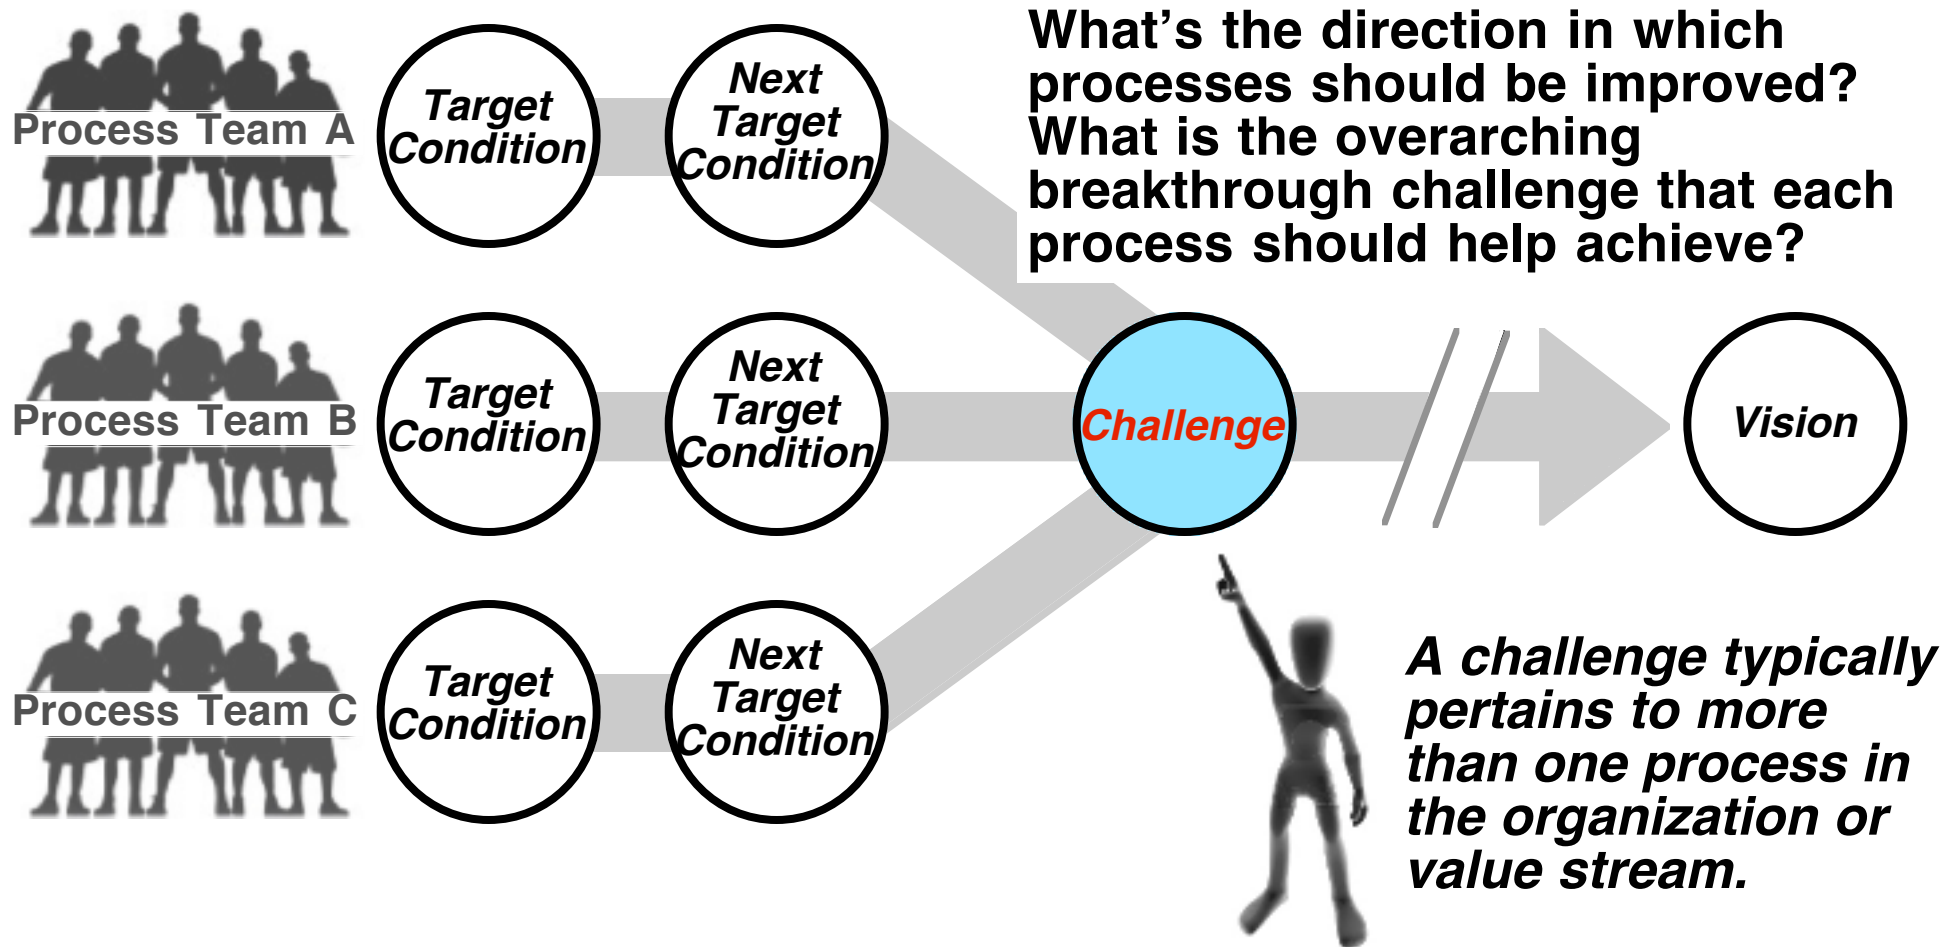 Process Team A
Target
Condition
Next
Target
Condition
What's the direction in which
processes should be improved?
What is the overarching
breakthrough challenge that each
process should help achieve?
Process Team B
Target
Condition
Next
Target
Condition
Challenge
Vision
Process Team C
Target
Condition
Next
Target
Condition
A challenge typically
pertains to more
than one process in
the organization or
value stream.